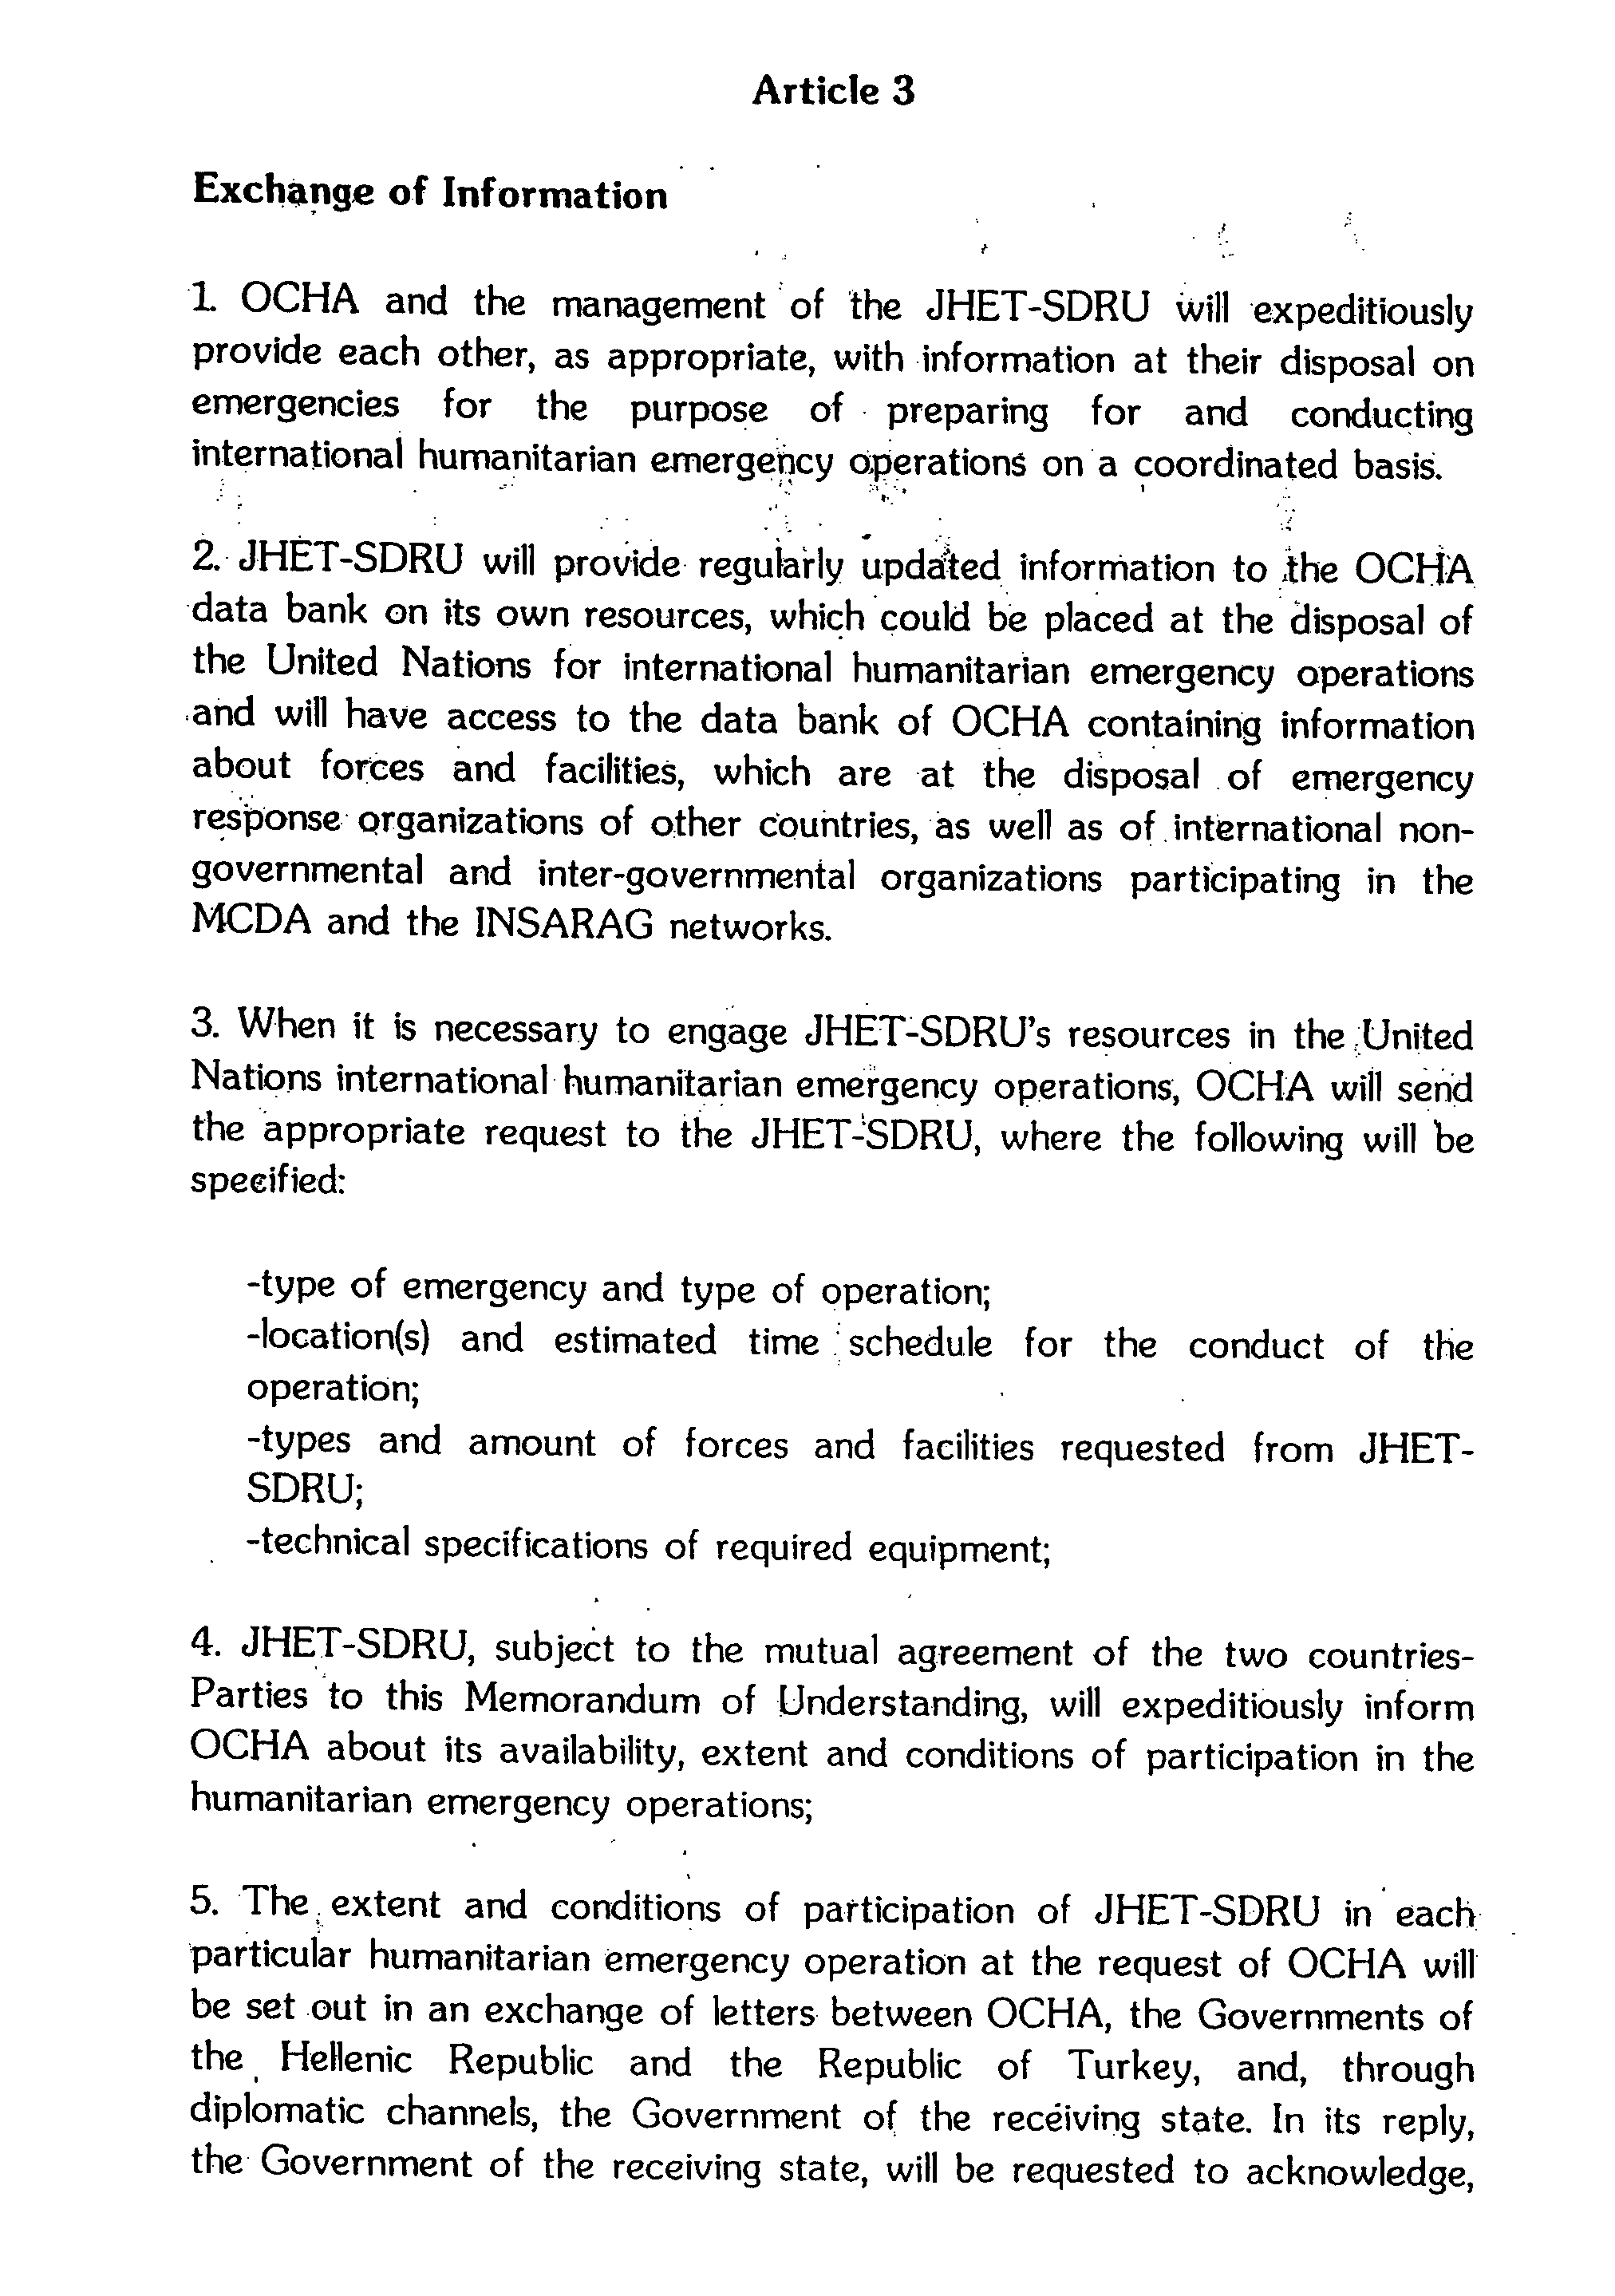 Article 3
Exchange of Information
1. OCHA and the management of the JHET-SDRU will expeditiously
provide each other, as appropriate, with information at their disposal on
emergencies for the purpose of preparing for and conducting
international humanitarian emergency operations on a coordinated basis.
2. JHET-SDRU will provide regularly updated information to the OCHA
data bank on its own resources, which could be placed at the disposal of
the United Nations for international humanitarian emergency operations
and will have access to the data bank of OCHA containing information
about forces and facilities, which are at the disposal of emergency
response organizations of other countries, as well as of international non-
governmental and inter-governmental organizations participating in the
MCDA and the INSARAG networks.
3. When it is necessary to engage JHET-SDRU's resources in the United
Nations international humanitarian emergency operations, OCHA will send
the appropriate request to the JHET-SDRU, where the following will be
specified:
-type of emergency and type of operation;
-location(s) and estimated time schedule for the conduct of the
operation;
-types and amount of forces and facilities requested from JHET-
SDRU;
-technical specifications of required equipment;
4. JHET-SDRU, subject to the mutual agreement of the two countries-
Parties to this Memorandum of Understanding, will expeditiously inform
OCHA about its availability, extent and conditions of participation in the
humanitarian emergency operations;
5. The extent and conditions of participation of JHET-SDRU in each
particular humanitarian emergency operation at the request of OCHA will
be set out in an exchange of letters between OCHA, the Governments of
the Hellenic Republic and the Republic of Turkey, and, through
diplomatic channels, the Government of the receiving state. In its reply,
the Government of the receiving state, will be requested to acknowledge,